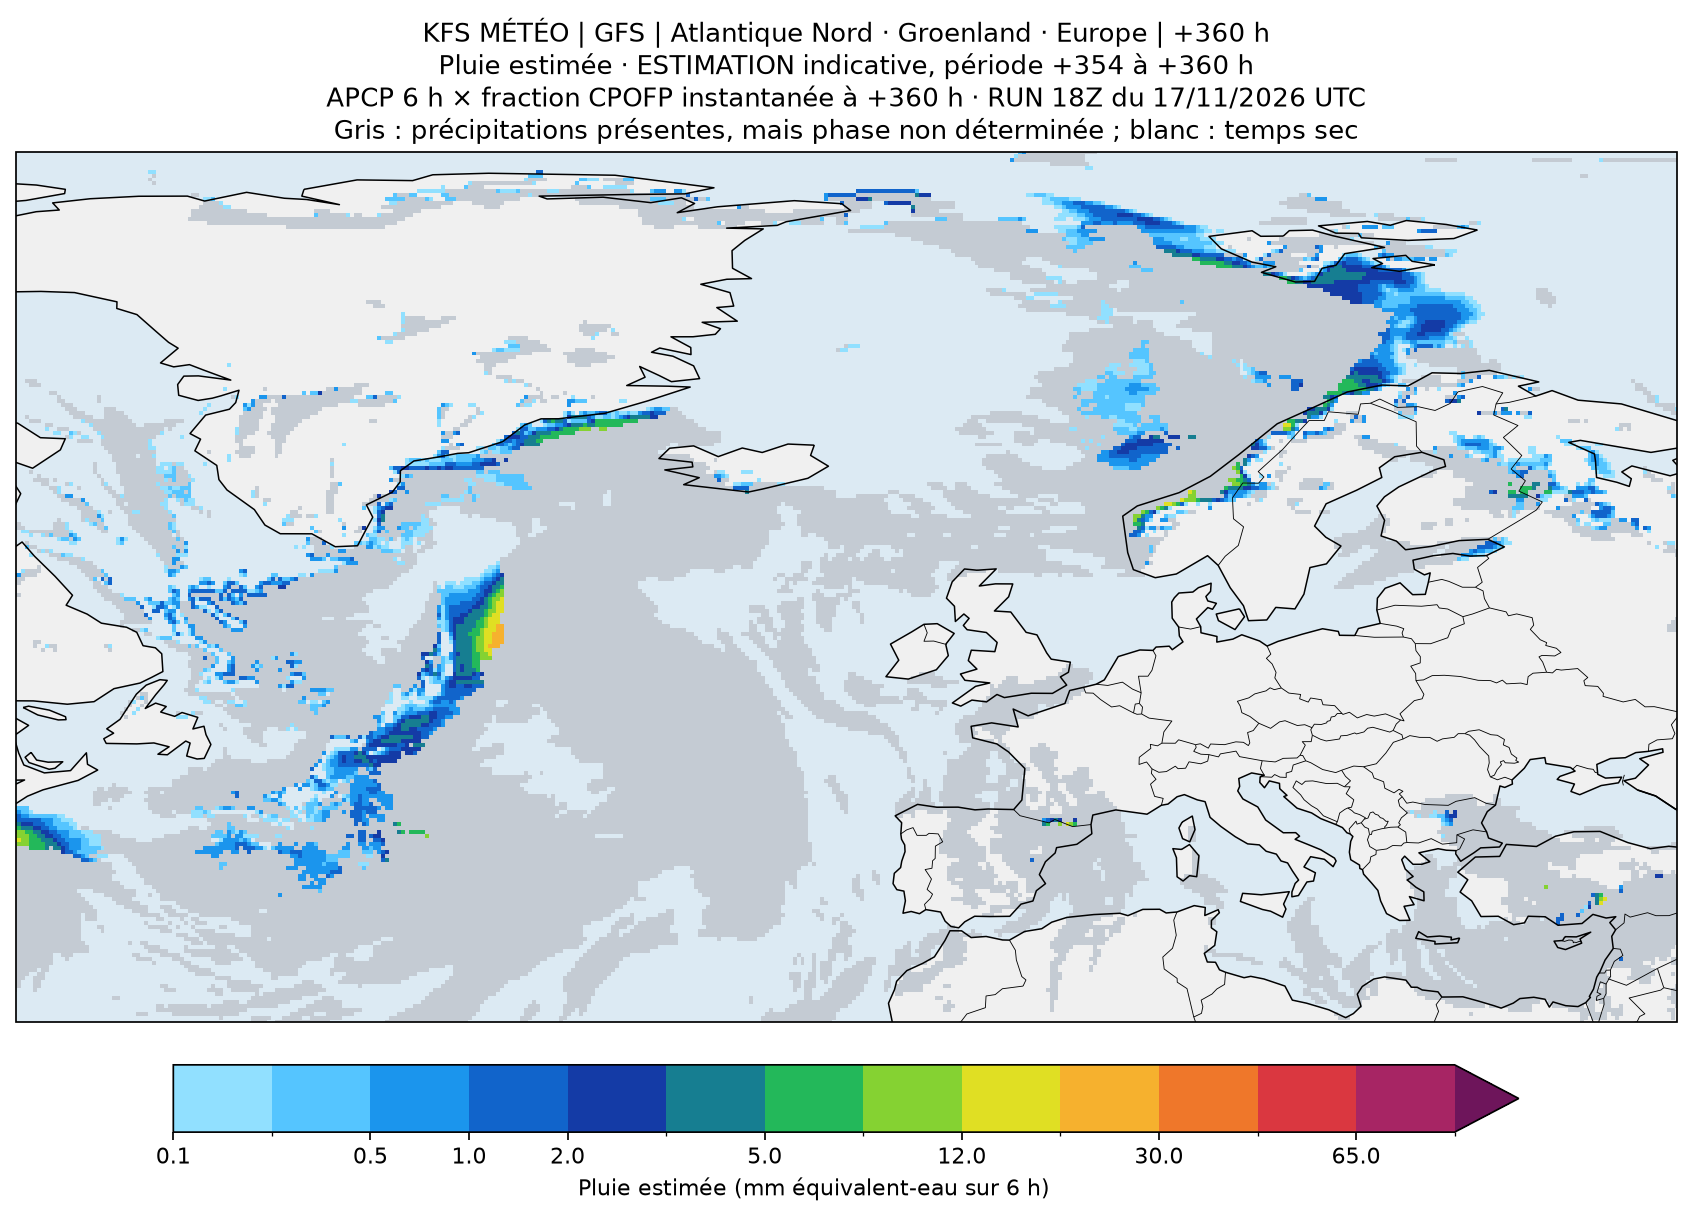 KFS MÉTÉO | GFS | Atlantique Nord · Groenland · Europe | +360 h
Pluie estimée · ESTIMATION indicative, période +354 à +360 h
APCP 6 h × fraction CPOFP instantanée à +360 h · RUN 18Z du 17/11/2026 UTC
Gris : précipitations présentes, mais phase non déterminée ; blanc : temps sec
0.1 0.5 1.0 2.0 5.0 12.0 30.0 65.0
Pluie estimée (mm équivalent-eau sur 6 h)